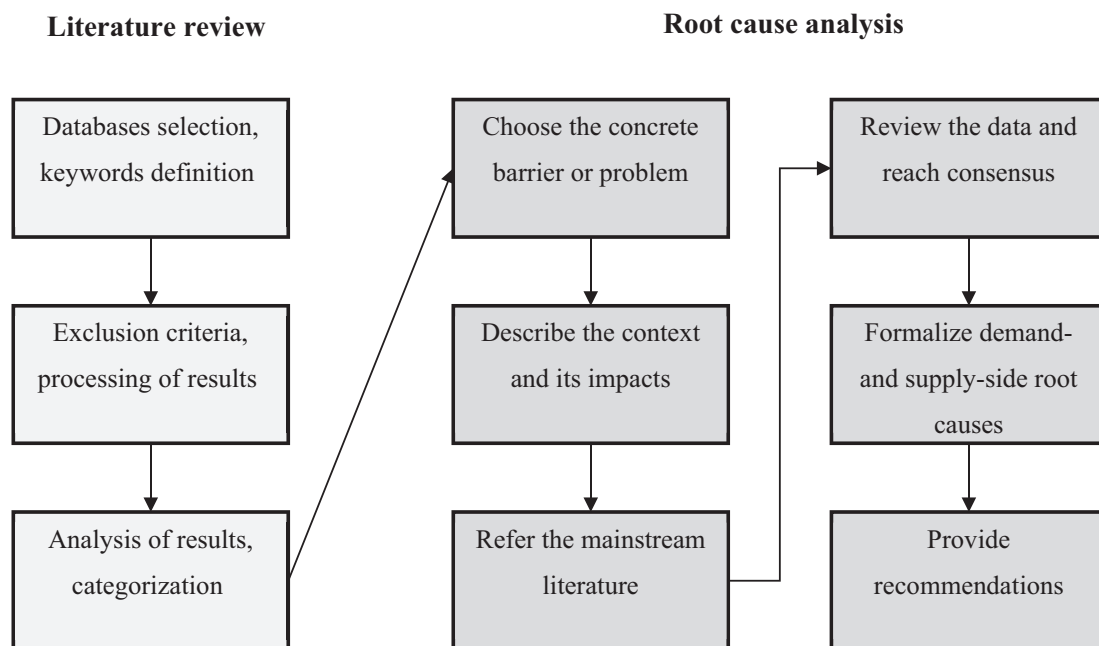 Literature review
Root cause analysis
Databases selection,
keywords definition
Exclusion criteria,
processing of results
Analysis of results,
categorization
Choose the concrete
barrier or problem
Describe the context
and its impacts
Refer the mainstream
literature
Review the data and
reach consensus
Formalize demand-
and supply-side root
causes
Provide
recommendations